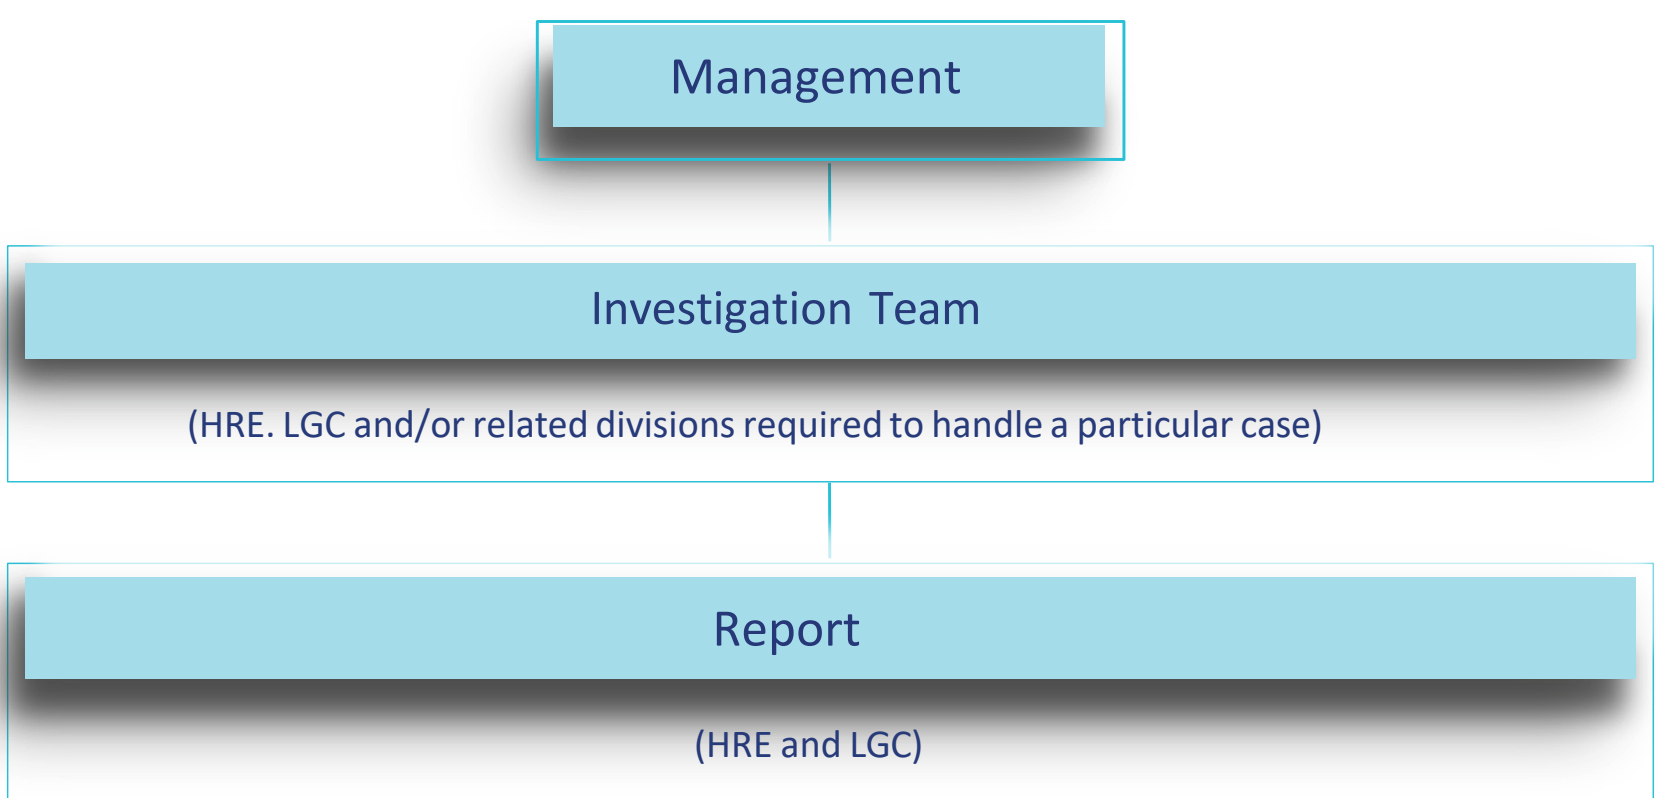 Management
Investigation Team
(HRE. LGC and/or related divisions required to handle a particular case)
Report
(HRE and LGC)